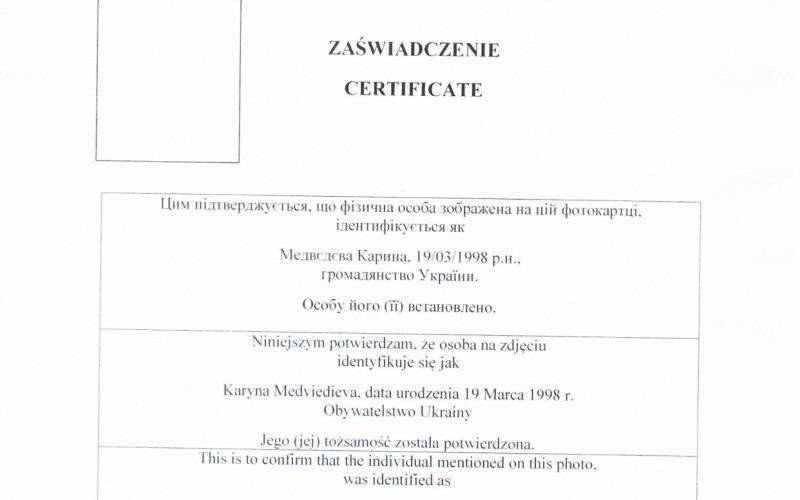 ZAŚWIADCZENIE
CERTIFICATE
Цим підтверджується, що фізична особа зображена на цій фотокартці,
ідентифікується як
Медвєдєва Карина, 19/03/1998 р.н.,
громадянство України.
Особу його (її) встановлено.
Niniejszym potwierdzam, że osoba na zdjęciu
identyfikuje się jak
Karyna Medviedieva, data urodzenia 19 Marca 1998 r.
Obywatelstwo Ukrainy
Jego (jej) tożsamość została potwierdzona.
This is to confirm that the individual mentioned on this photo,
was identified as